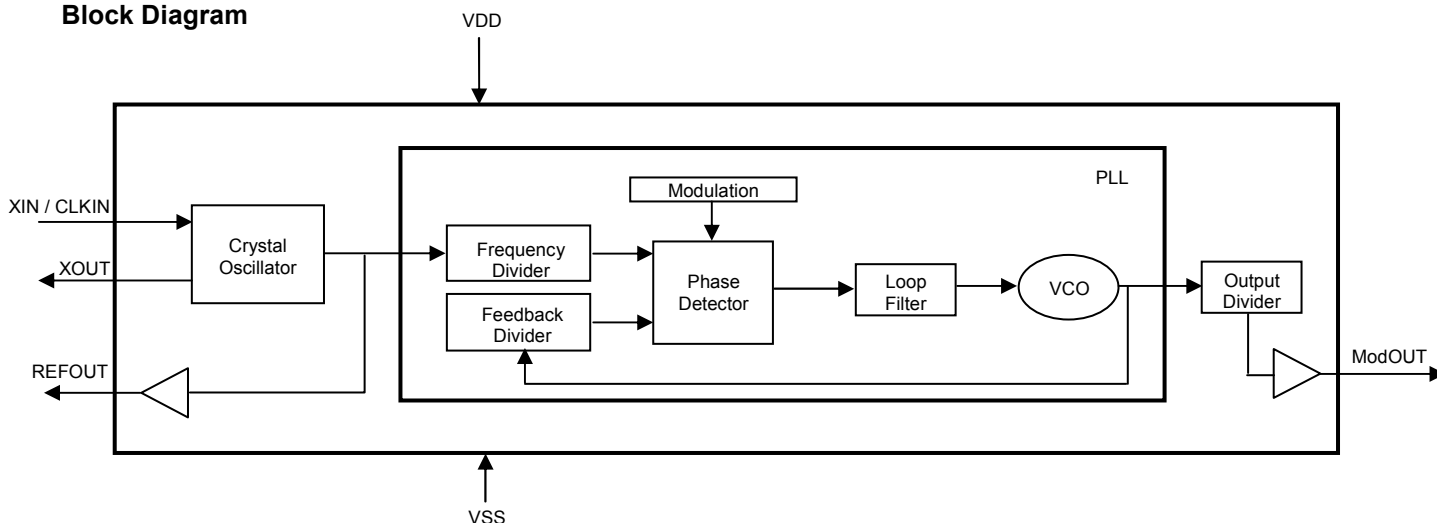 Block Diagram
VDD
PLL
Modulation
XIN / CLKIN
Crystal
Oscillator
XOUT
Frequency
Divider
Feedback
Divider
Phase
Detector
Loop
Filter
VCO
Output
Divider
REFOUT
ModOUT
VSS